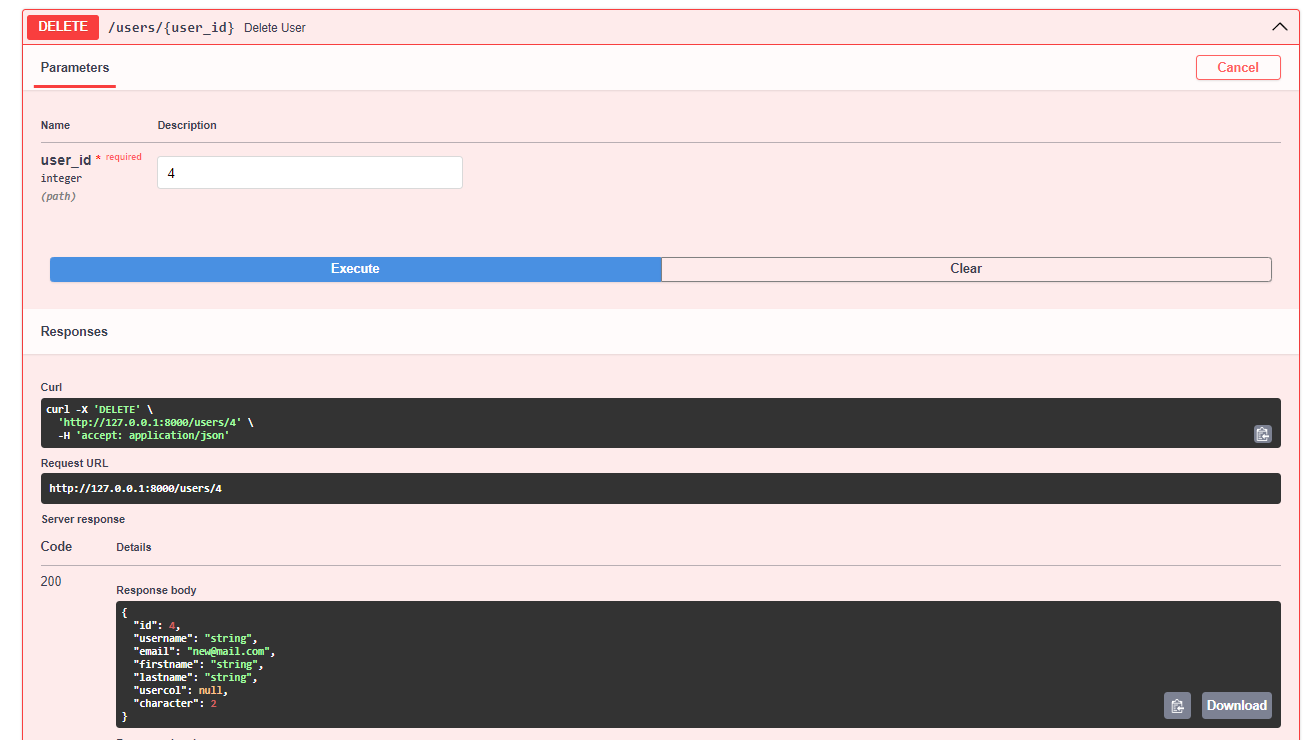 DELETE /users/{user_id} Delete User
Parameters
Cancel
Name Description
user_id * required
integer
(path)
4
Execute Clear
Responses
Curl
curl -X 'DELETE' \
  'http://127.0.0.1:8000/users/4' \
  -H 'accept: application/json'
Request URL
http://127.0.0.1:8000/users/4
Server response
Code Details
200
Response body
{
  "id": 4,
  "username": "string",
  "email": "new@mail.com",
  "firstname": "string",
  "lastname": "string",
  "usercol": null,
  "character": 2
}
Download